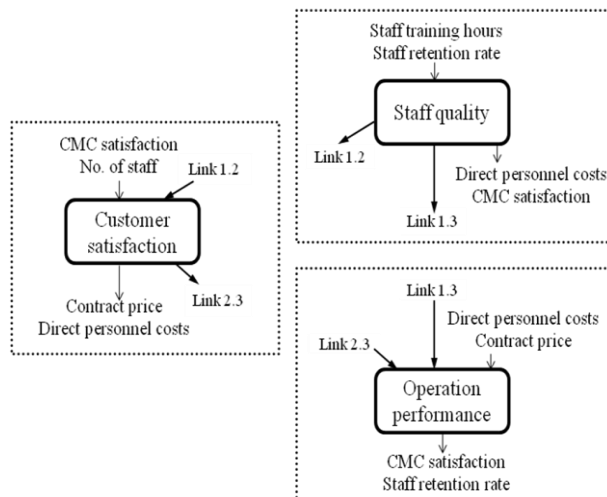 Staff training hours
Staff retention rate
Staff quality
Link 1.2
Direct personnel costs
CMC satisfaction
Link 1.3
CMC satisfaction
No. of staff
Link 1.2
Customer
satisfaction
Link 2.3
Contract price
Direct personnel costs
Link 1.3
Direct personnel costs
Contract price
Link 2.3
Operation
performance
CMC satisfaction
Staff retention rate